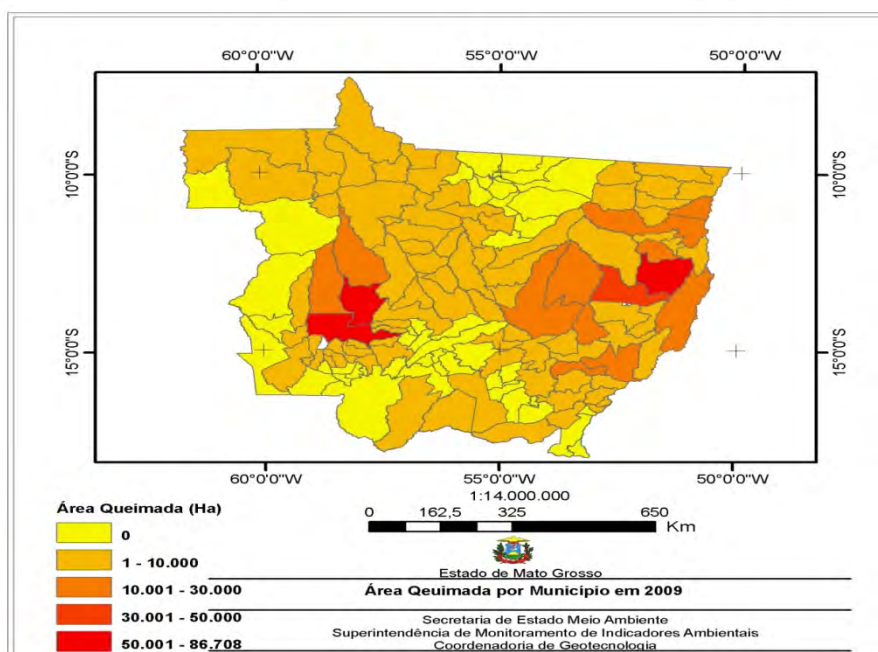 60°0'0"W 55°0'0"W 50°0'0"W
10°0'0"S 10°0'0"S
15°0'0"S 15°0'0"S
60°0'0"W 55°0'0"W 50°0'0"W
1:14.000.000
0 162,5 325 650
Km
Área Queimada (Ha)
0
1 - 10.000
10.001 - 30.000
30.001 - 50.000
50.001 - 86.708
Estado de Mato Grosso
Área Queimada por Municipio em 2009
Secretaria de Estado Meio Ambiente
Superintendência de Monitoramento de Indicadores Ambientais
Coordenadoria de Geotecnologia